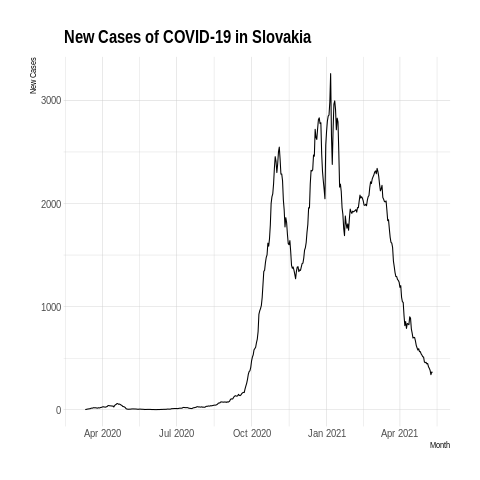 New Cases of COVID-19 in Slovakia
New Cases
3000
2000
1000
0
Apr 2020 Jul 2020 Oct 2020 Jan 2021 Apr 2021
Month